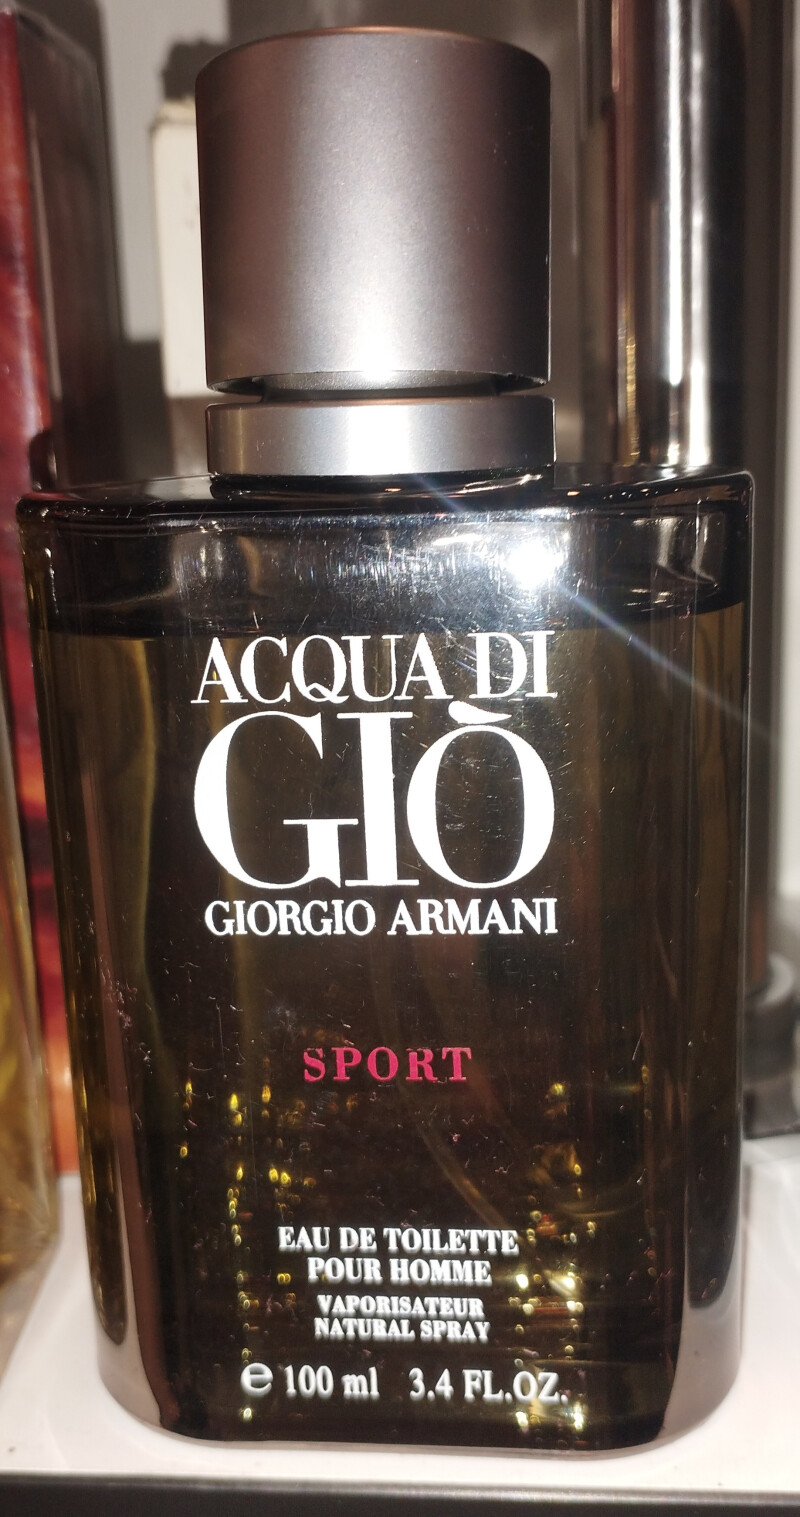 ACQUA DI
GIÒ
GIORGIO ARMANI
SPORT
EAU DE TOILETTE
POUR HOMME
VAPORISATEUR
NATURAL SPRAY
℮ 100 ml 3.4 FL.OZ.